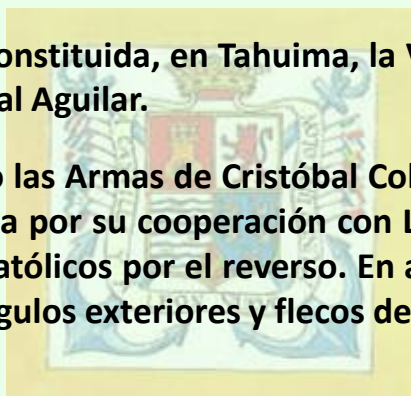 onstituida, en Tahuima, la V
al Aguilar.
o las Armas de Cristóbal Col
a por su cooperación con L
atólicos por el reverso. En a
gulos exteriores y flecos de